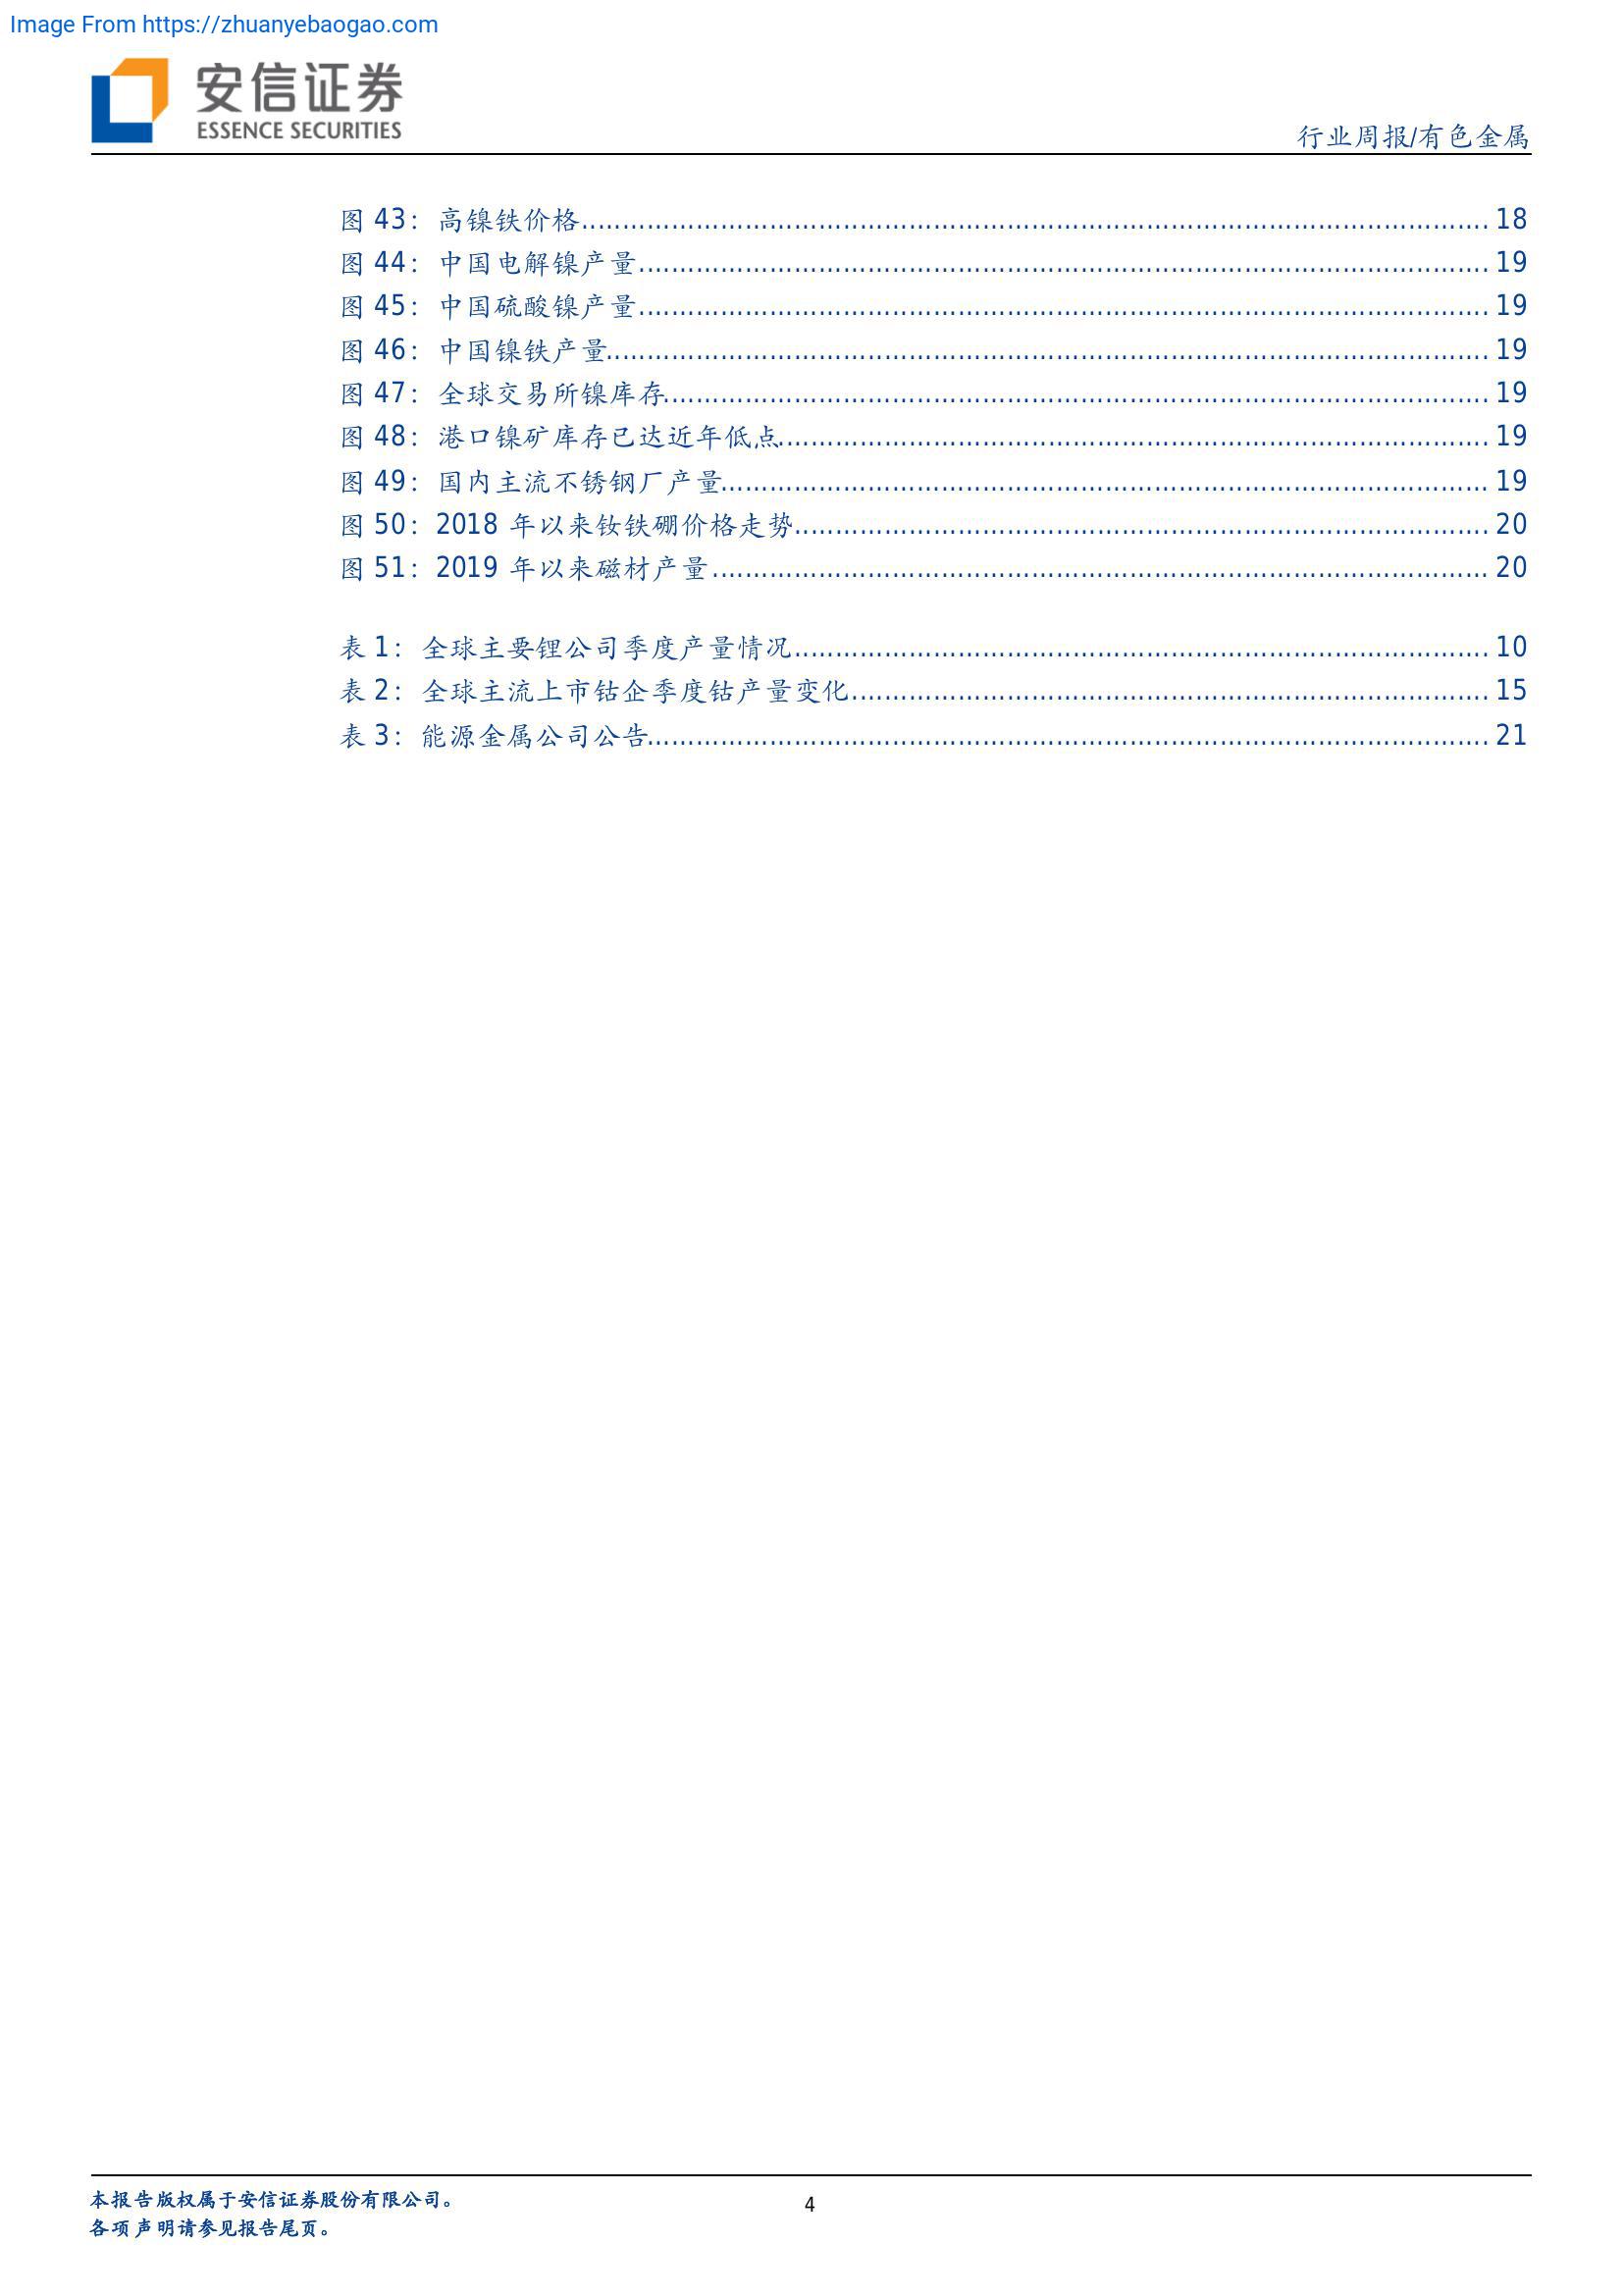 Image From https://zhuanyebaogao.com
安信证券
ESSENCE SECURITIES
行业周报/有色金属
图 43：高镍铁价格 18
图 44：中国电解镍产量 19
图 45：中国硫酸镍产量 19
图 46：中国镍铁产量 19
图 47：全球交易所镍库存 19
图 48：港口镍矿库存已达近年低点 19
图 49：国内主流不锈钢厂产量 19
图 50：2018 年以来钕铁硼价格走势 20
图 51：2019 年以来磁材产量 20
表 1：全球主要锂公司季度产量情况 10
表 2：全球主流上市钴企季度钴产量变化 15
表 3：能源金属公司公告 21
本报告版权属于安信证券股份有限公司。
4
各项声明请参见报告尾页。